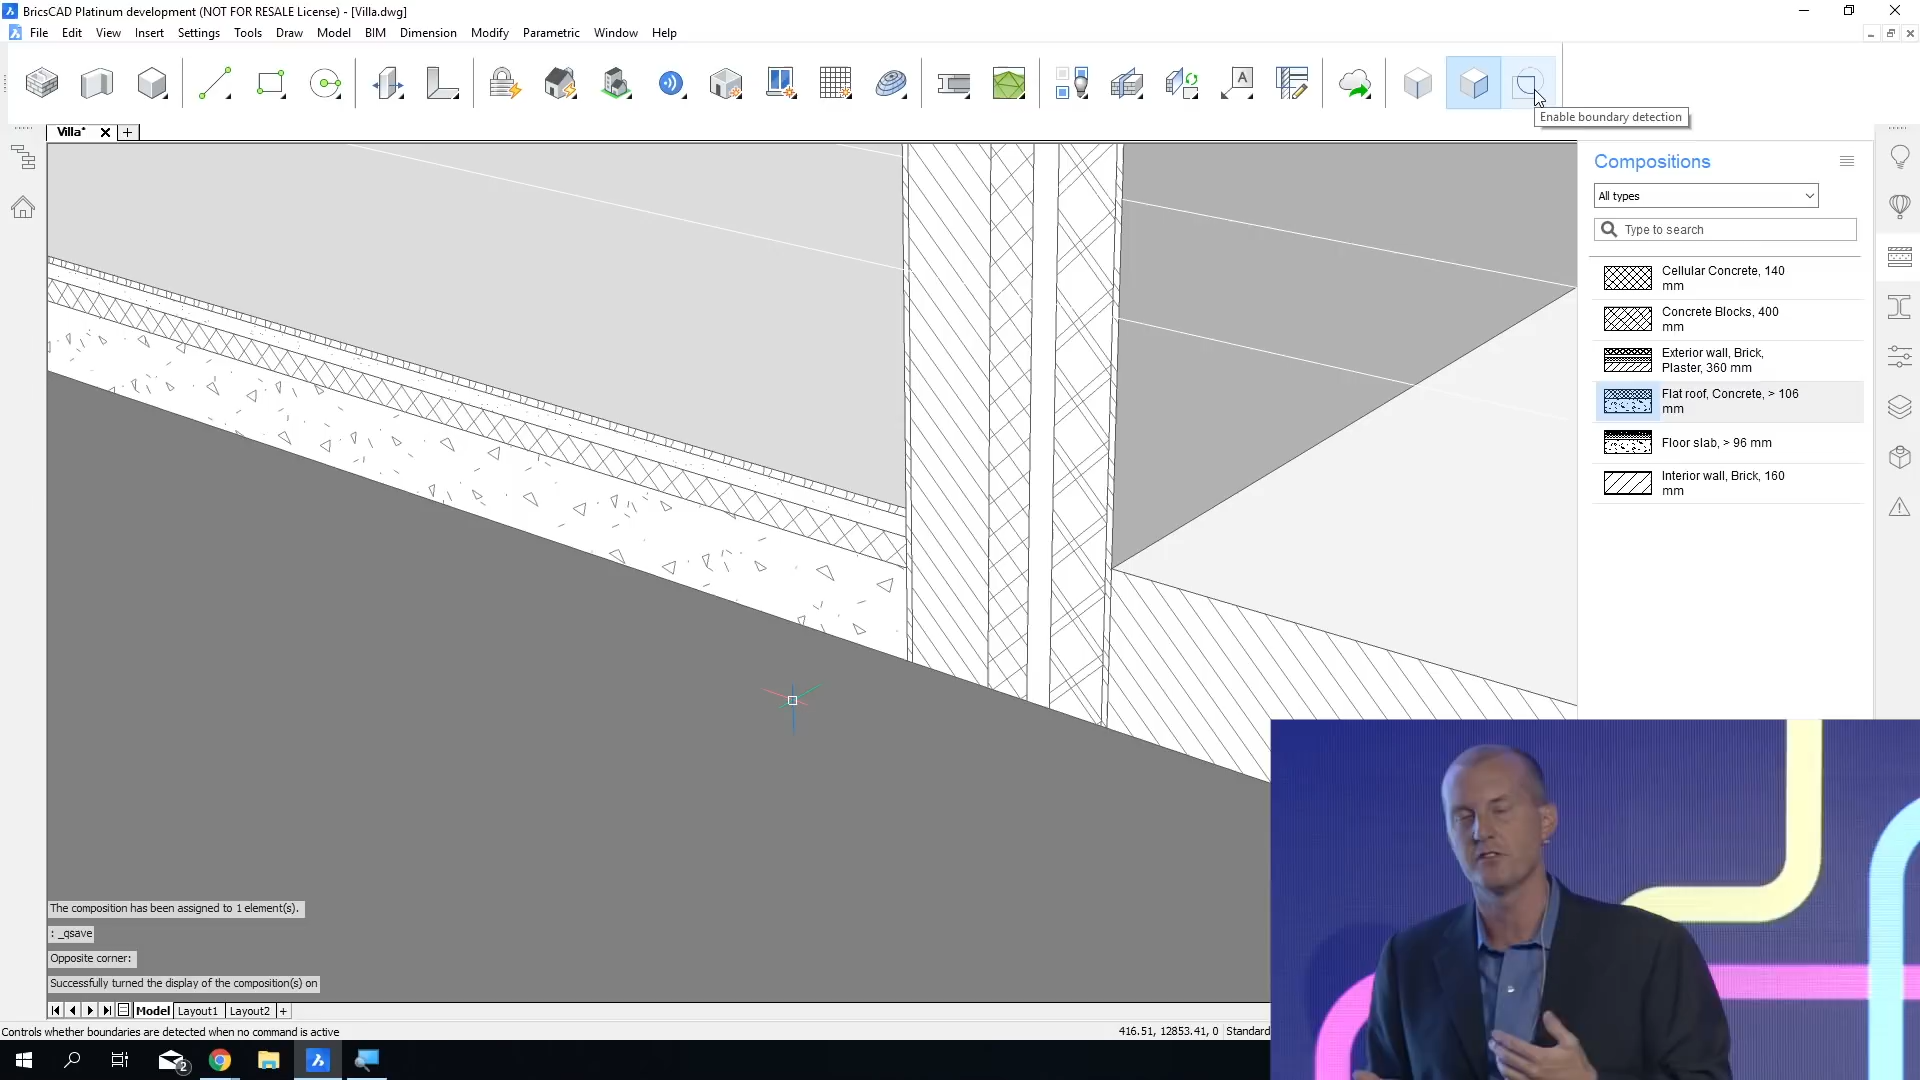 BricsCAD Platinum development (NOT FOR RESALE License) - [Villa.dwg]
File Edit View Insert Settings Tools Draw Model BIM Dimension Modify Parametric Window Help
A
Enable boundary detection
Villa*
Compositions
All types
Type to search
Cellular Concrete, 140
mm
Concrete Blocks, 400
mm
Exterior wall, Brick,
Plaster, 360 mm
Flat roof, Concrete, > 106
mm
Floor slab, > 96 mm
Interior wall, Brick, 160
mm
The composition has been assigned to 1 element(s).
: _qsave
Opposite corner:
Successfully turned the display of the composition(s) on
Model Layout1 Layout2 +
Controls whether boundaries are detected when no command is active
416.51, 12853.41, 0 Standard
2